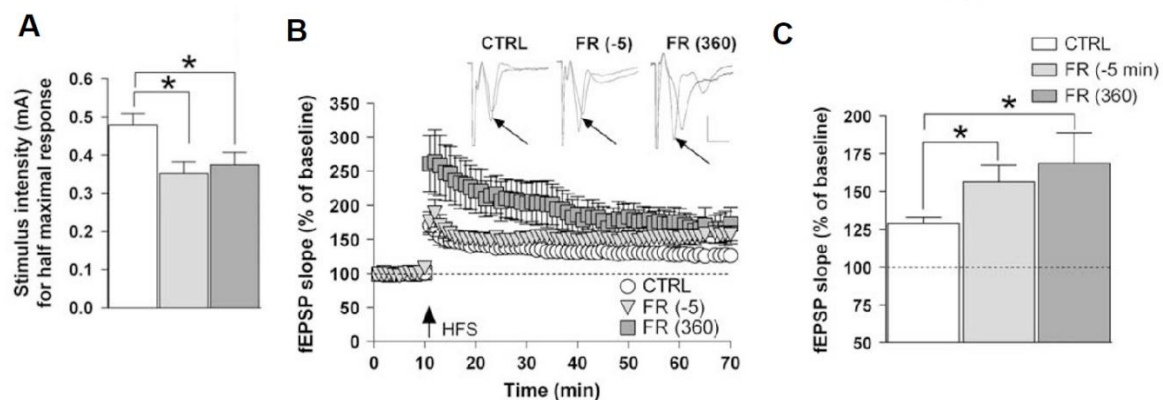 A
Stimulus intensity (mA)
for half maximal response
0.6
0.5
0.4
0.3
0.2
0.1
0.0
*
*
B
CTRL FR (-5) FR (360)
fEPSP slope (% of baseline)
350
300
250
200
150
100
50
0
HFS
CTRL
FR (-5)
FR (360)
0 10 20 30 40 50 60 70
Time (min)
C
CTRL
FR (-5 min)
FR (360)
fEPSP slope (% of baseline)
200
175
150
125
100
75
50
*
*